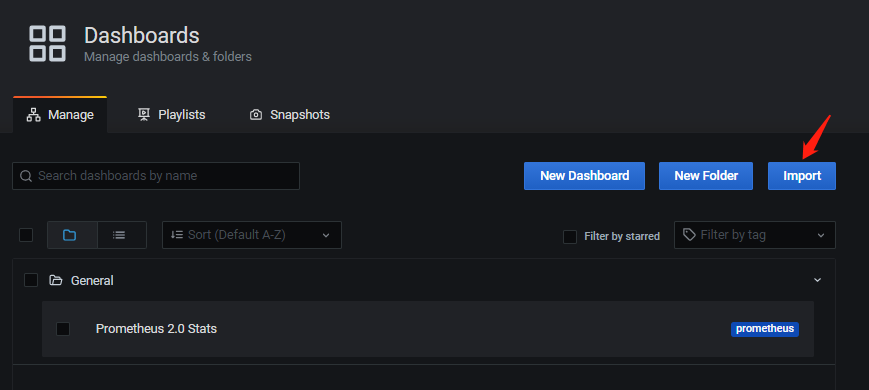 Dashboards
Manage dashboards & folders
Manage Playlists Snapshots
Search dashboards by name New Dashboard New Folder Import
Sort (Default A-Z) Filter by starred Filter by tag
General
Prometheus 2.0 Stats prometheus